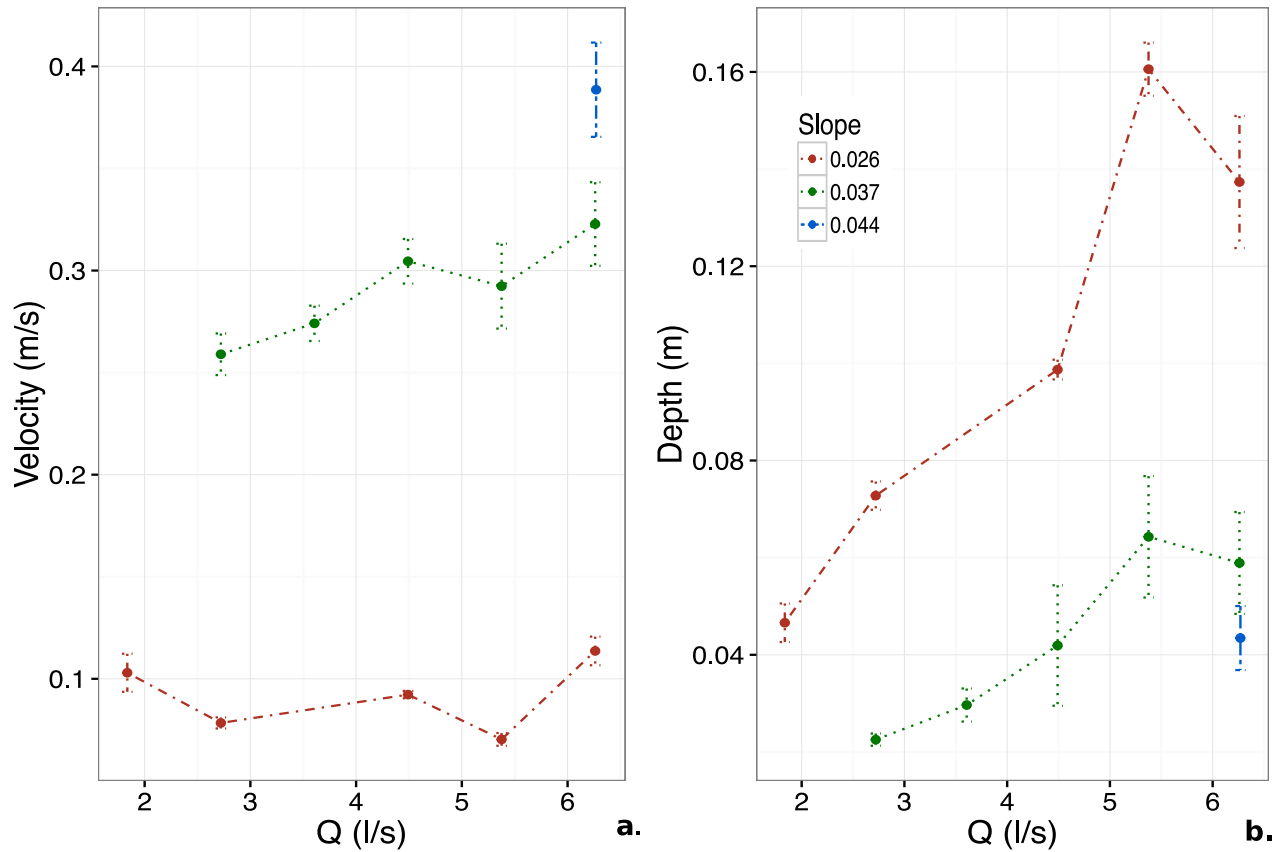 0.4
0.3
0.2
0.1
Velocity (m/s)
2 3 4 5 6
Q (l/s)
a.
0.16
0.12
0.08
0.04
Depth (m)
Slope
0.026
0.037
0.044
2 3 4 5 6
Q (l/s)
b.